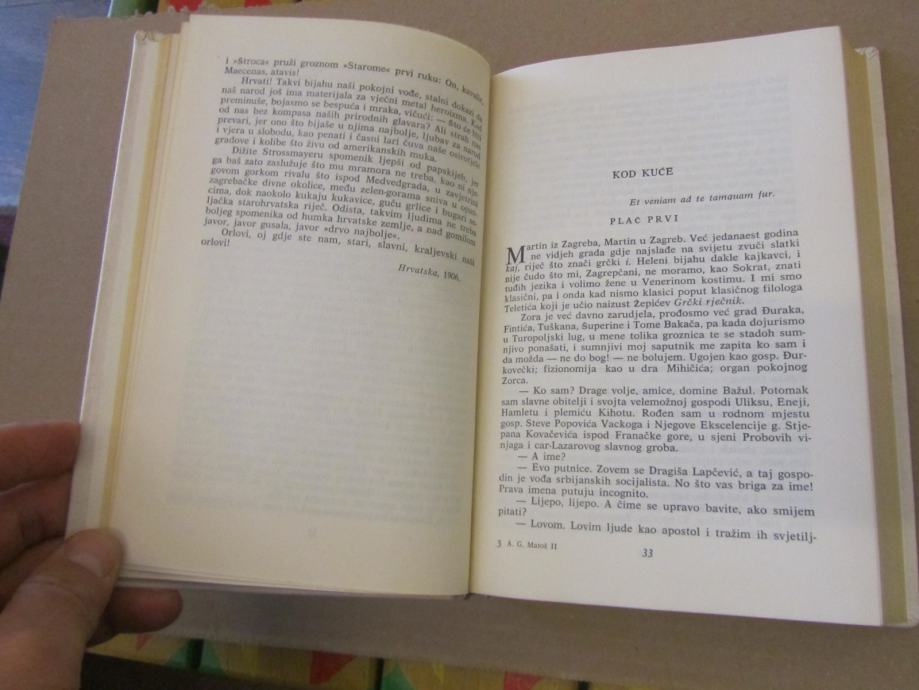 i »Štroca« pruži groznom »Starome« prvi ruku: On, kavalir,
Maecenas, atavis!
Hrvati! Takvi bijahu naši pokojni vođe, stalni dokazi da
naš narod još ima materijala za vječni metal heroizma. Kad
preminuše, bojasmo se bespuća i mraka, vičući: — Što će biti
od nas bez kompasa naših prirodnih glavara? Ali strah nas
prevari, jer ono što bijaše u njima najbolje, ljubav za narod
i vjera u slobodu, kao penati i časni lari čuva naše osirotjele
gradove i kolibe što živu od amerikanskih muka.
Dižite Strossmayeru spomenik ljepši od papskijeh, jer
ga baš zato zaslužuje što mu mramora ne treba, kao ni nje-
govom gorkom rivalu što ispod Medvedgrada, u zavjetrini
zagrebačke divne okolice, među zelen-gorama sniva u opus-
cima, dok naokolo kukaju kukavice, guču grlice i bugari se-
ljačka starohrvatska riječ. Odista, takvim ljudima ne treba
boljeg spomenika od humka hrvatske zemlje, a nad gomilom
javor, javor gusala, javor »drvo najbolje«.
Orlovi, oj gdje ste nam, stari, slavni, kraljevski naši
orlovi!
Hrvatska, 1906.
KOD KUĆE
Et veniam ad te tamquam fur.
PLAČ PRVI
Martin iz Zagreba, Martin u Zagreb. Već jedanaest godina
ne vidjeh grada gdje najslađe na svijetu zvuči slatki
kaj, riječ što znači grčki i. Heleni bijahu dakle kajkavci, i
nije čudo što mi, Zagrepčani, ne moramo, kao Sokrat, znati
tuđih jezika i volimo žene u Venerinom kostimu. I mi smo
klasični, pa i onda kad nismo klasici poput klasičnog filologa
Teletića koji je učio naizust Žepićev Grčki rječnik.
Zora je već davno zarudjela, prođosmo već grad Đuraka,
Fintića, Tuškana, Šuperine i Tome Bakača, pa kada dojurismo
u Turopoljski lug, u mene tolika groznica te se stadoh sum-
njivo ponašati, i sumnjivi moj saputnik me zapita ko sam i
da možda — ne do bog! — ne bolujem. Ugojen kao gosp. Đur-
kovečki; fizionomija kao u dra Mihičića; organ pokojnog
Zorca.
— Ko sam? Drage volje, amice, domine Bažul. Potomak
sam slavne obitelji i svojta velemožnoj gospodi Uliksu, Eneji,
Hamletu i plemiću Kihotu. Rođen sam u rodnom mjestu
gosp. Steve Popovića Vackoga i Njegove Ekscelencije g. Stje-
pana Kovačevića ispod Franačke gore, u sjeni Probovih vi-
njaga i car-Lazarovog slavnog groba.
— A ime?
— Evo putnice. Zovem se Dragiša Lapčević, a taj gospo-
din je vođa srbijanskih socijalista. No što vas briga za ime!
Prava imena putuju incognito.
— Lijepo, lijepo. A čime se upravo bavite, ako smijem
pitati?
— Lovom. Lovim ljude kao apostol i tražim ih svjetilj-
3 A. G. Matoš II
33